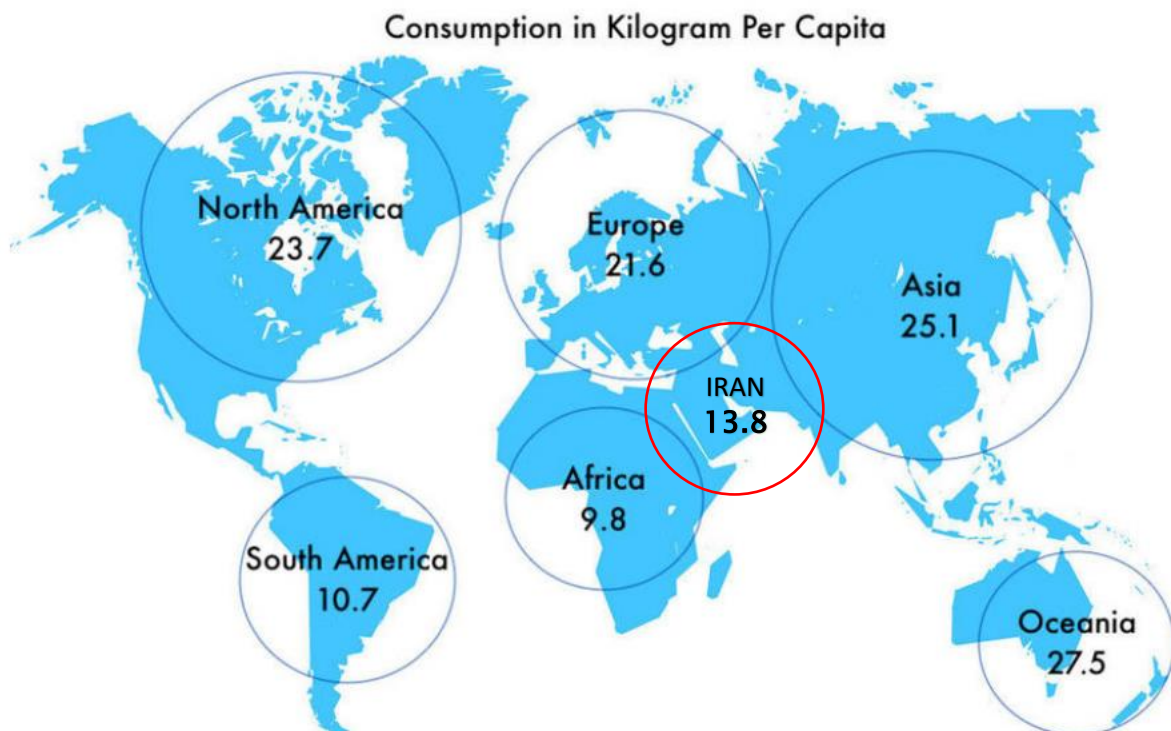 Consumption in Kilogram Per Capita
North America
23.7
Europe
21.6
Asia
25.1
IRAN
13.8
Africa
9.8
South America
10.7
Oceania
27.5